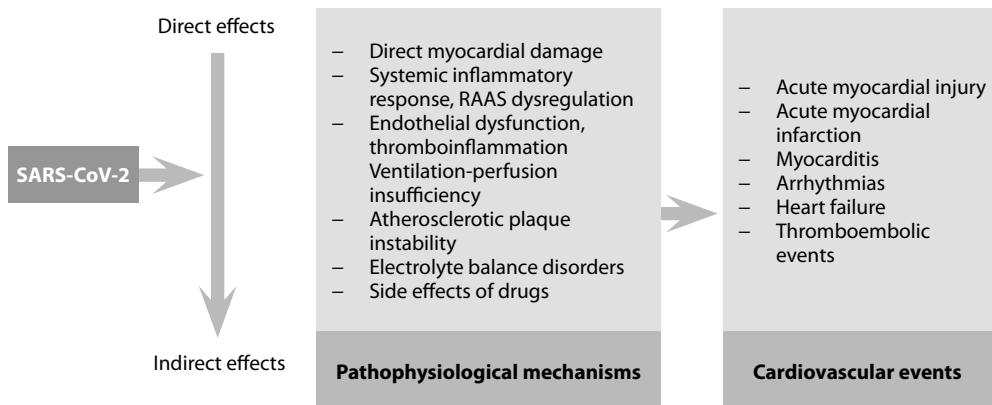 Direct effects
SARS-CoV-2
Indirect effects
– Direct myocardial damage
– Systemic inflammatory
response, RAAS dysregulation
– Endothelial dysfunction,
thromboinflammation
Ventilation-perfusion
insufficiency
– Atherosclerotic plaque
instability
– Electrolyte balance disorders
– Side effects of drugs
Pathophysiological mechanisms
– Acute myocardial injury
– Acute myocardial
infarction
– Myocarditis
– Arrhythmias
– Heart failure
– Thromboembolic
events
Cardiovascular events